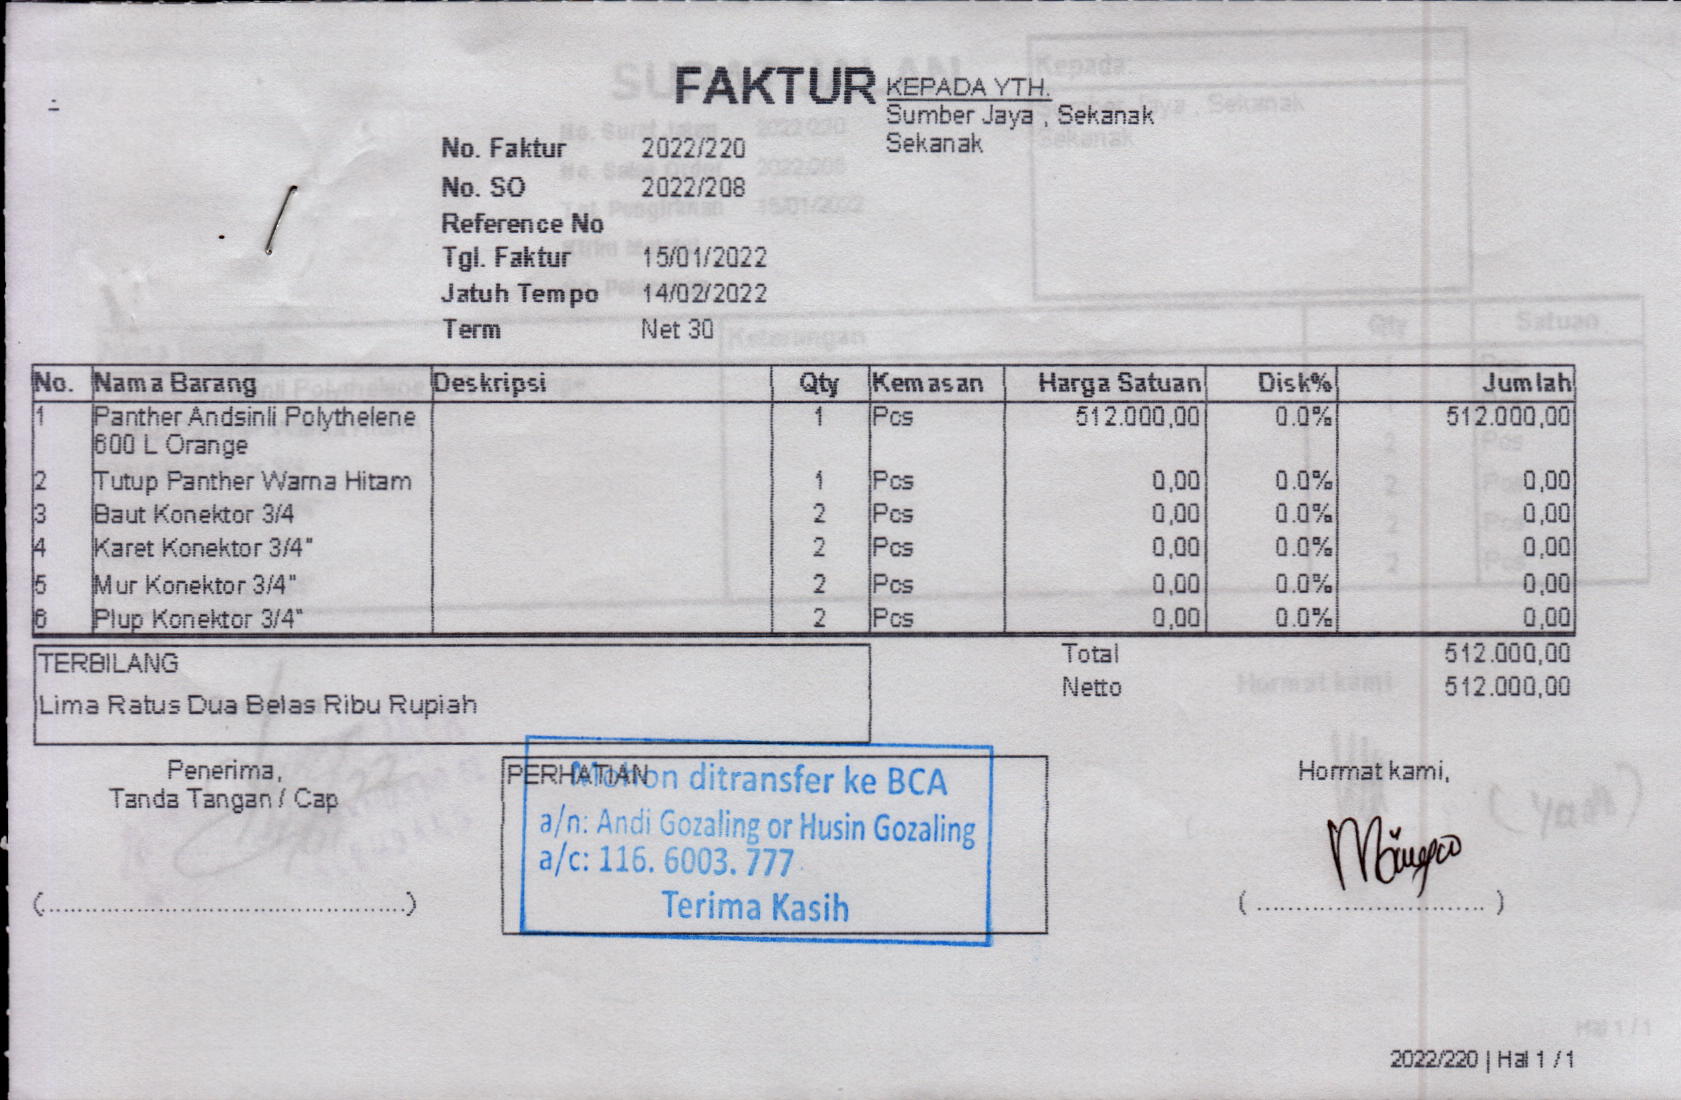 FAKTUR
KEPADA YTH.
Sumber Jaya , Sekanak
Sekanak
No. Faktur 2022/220
No. SO 2022/208
Reference No
Tgl. Faktur 15/01/2022
Jatuh Tempo 14/02/2022
Term Net 30
No. Nama Barang Deskripsi Qty Kemasan Harga Satuan Disk% Jumlah
1 Panther Andsinli Polythelene 1 Pcs 512.000,00 0.0% 512.000,00
600 L Orange
2 Tutup Panther Warna Hitam 1 Pcs 0,00 0.0% 0,00
3 Baut Konektor 3/4 2 Pcs 0,00 0.0% 0,00
4 Karet Konektor 3/4" 2 Pcs 0,00 0.0% 0,00
5 Mur Konektor 3/4" 2 Pcs 0,00 0.0% 0,00
6 Plup Konektor 3/4" 2 Pcs 0,00 0.0% 0,00
TERBILANG
Lima Ratus Dua Belas Ribu Rupiah
Total 512.000,00
Netto 512.000,00
Penerima,
Tanda Tangan / Cap
(................................................)
PERHATIAN
Mohon ditransfer ke BCA
a/n: Andi Gozaling or Husin Gozaling
a/c: 116. 6003. 777
Terima Kasih
Hormat kami,
( .............................. )
2022/220 | Hal 1 / 1